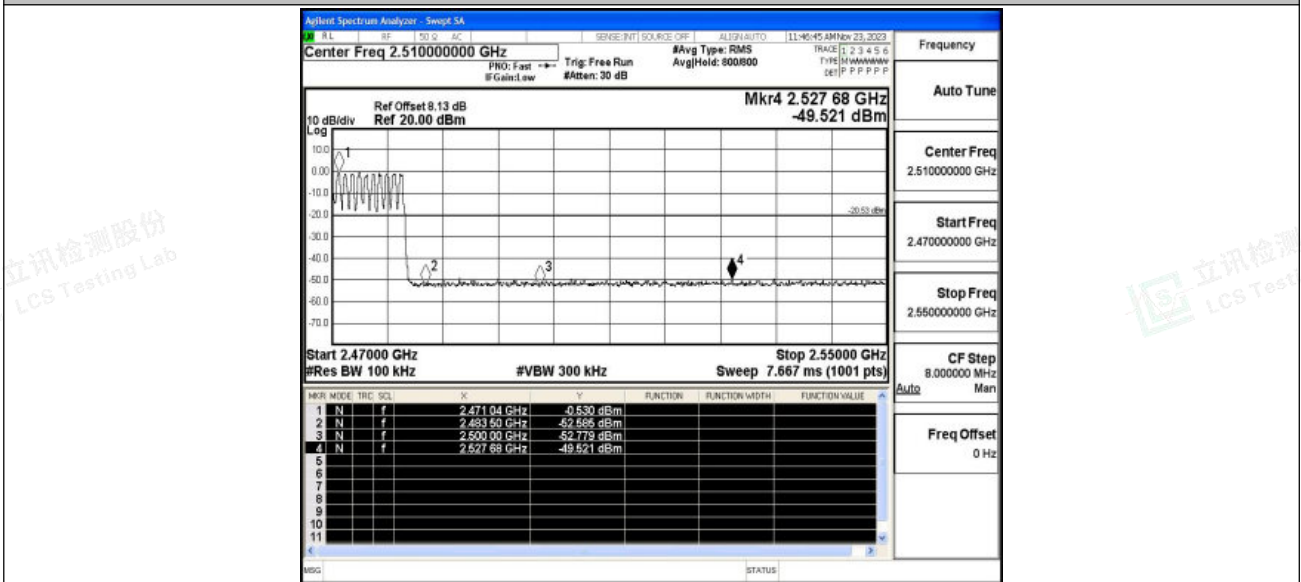 Agilent Spectrum Analyzer - Swept SA
RL RF 50 Ω AC SENSE:INT SOURCE OFF ALIGN AUTO 11:46:45 AM Nov 23, 2023
Center Freq 2.510000000 GHz
PNO: Fast
IFGain:Low
Trig: Free Run
#Atten: 30 dB
#Avg Type: RMS
Avg|Hold: 800/800
TRACE 1 2 3 4 5 6
TYPE M W W W W W
DET P P P P P P
Frequency
Auto Tune
Mkr4 2.527 68 GHz
-49.521 dBm
Ref Offset 8.13 dB
10 dB/div Ref 20.00 dBm
Log
10.0
0.00
-10.0
-20.0
-30.0
-40.0
-50.0
-60.0
-70.0
1
2
3
4
-20.53 dBm
Center Freq
2.510000000 GHz
Start Freq
2.470000000 GHz
Stop Freq
2.550000000 GHz
CF Step
8.000000 MHz
Auto Man
Freq Offset
0 Hz
Start 2.47000 GHz Stop 2.55000 GHz
#Res BW 100 kHz #VBW 300 kHz Sweep 7.667 ms (1001 pts)
MKR MODE TRC SCL X Y FUNCTION FUNCTION WIDTH FUNCTION VALUE
1 N f 2.471 04 GHz -0.530 dBm
2 N f 2.483 50 GHz -52.585 dBm
3 N f 2.500 00 GHz -52.779 dBm
4 N f 2.527 68 GHz -49.521 dBm
5
6
7
8
9
10
11
MSG STATUS
立讯检测股份
LCS Testing Lab
立讯检测
LCS Test